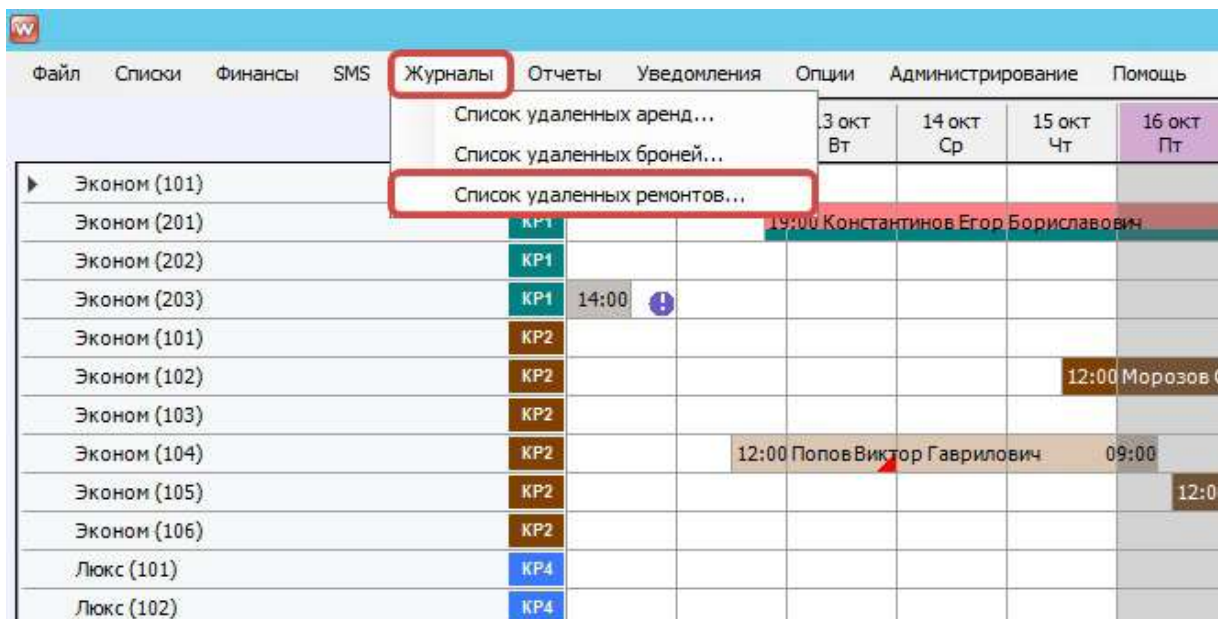 Файл Списки Финансы SMS Журналы Отчеты Уведомления Опции Администрирование Помощь
Список удаленных аренд...
Список удаленных броней...
Список удаленных ремонтов...
13 окт 14 окт 15 окт 16 окт
Вт Ср Чт Пт
Эконом (101)
Эконом (201) КР1 19:00 Константинов Егор Бориславович
Эконом (202) КР1
Эконом (203) КР1 14:00
Эконом (101) КР2
Эконом (102) КР2 12:00 Морозов
Эконом (103) КР2
Эконом (104) КР2 12:00 Попов Виктор Гаврилович 09:00
Эконом (105) КР2 12:0
Эконом (106) КР2
Люкс (101) КР4
Люкс (102) КР4